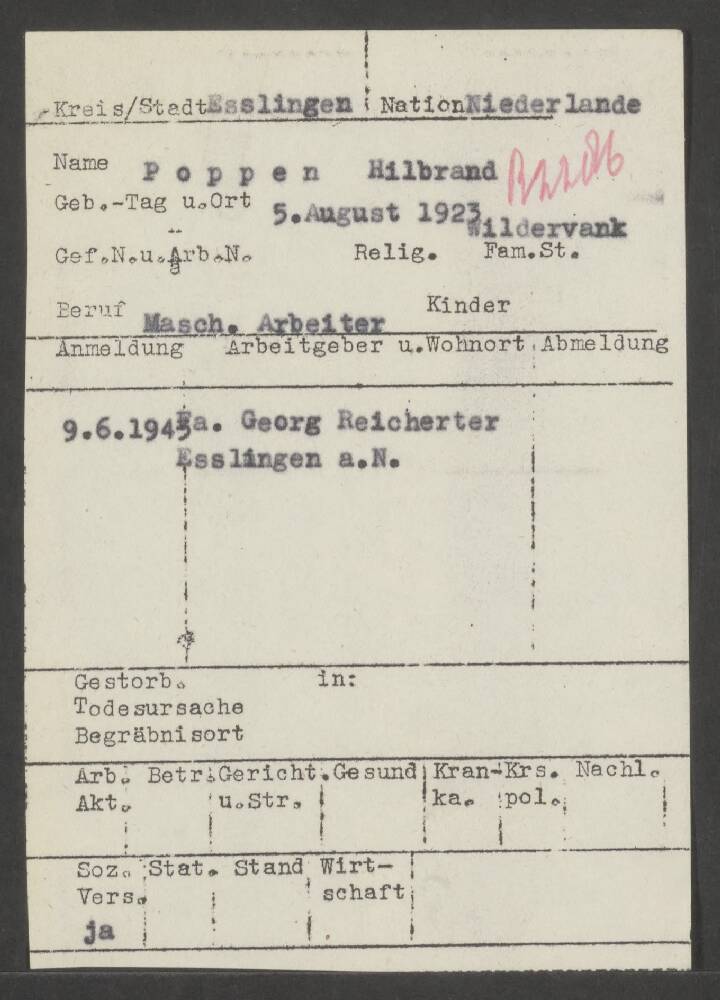 Kreis/Stadt Esslingen Nation Niederlande
Name Poppen Hilbrand
Geb.-Tag u.Ort 5.August 1923 Wildervank
Gef.N.u.Arb.N. Relig. Fam.St.
Beruf Masch. Arbeiter Kinder
Anmeldung Arbeitgeber u.Wohnort Abmeldung
9.6.1943 Fa. Georg Reicherter
Esslingen a.N.
Gestorb. in:
Todesursache
Begräbnisort
Arb. Betr. Gericht. Gesund Kran- Krs. Nachl.
Akt. u.Str. ka. pol.
Soz. Stat. Stand Wirt-
Vers. schaft
ja